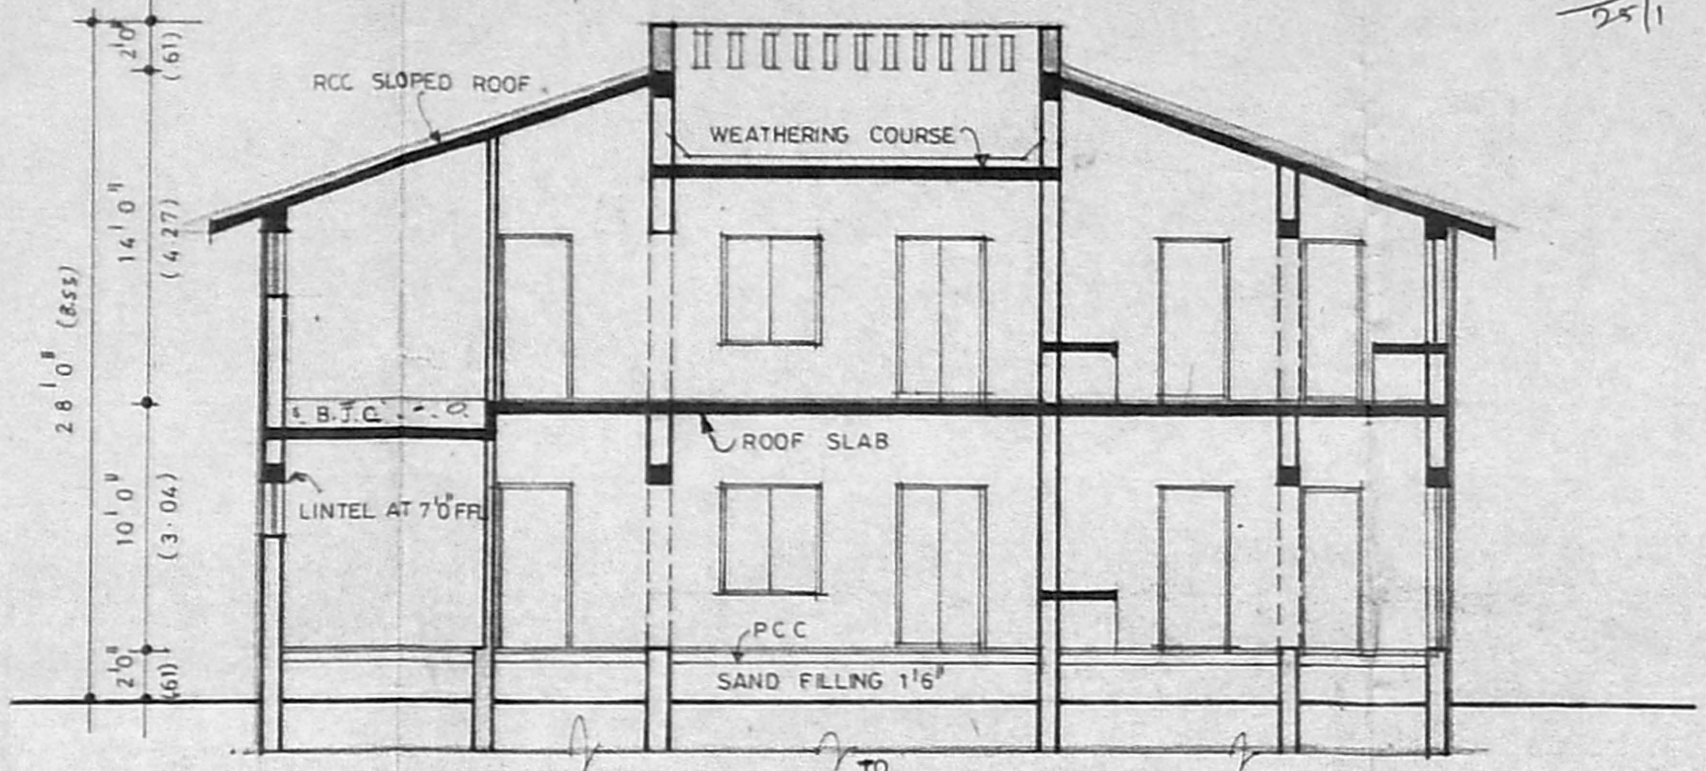 25/1
2'0"
(61)
RCC SLOPED ROOF
WEATHERING COURSE
14'0"
(4·27)
28'0" (8.53)
B.J.C.
ROOF SLAB
LINTEL AT 7'0" FFL
10'0"
(3·04)
PCC
2'0"
(61)
SAND FILLING 1'6"
TO